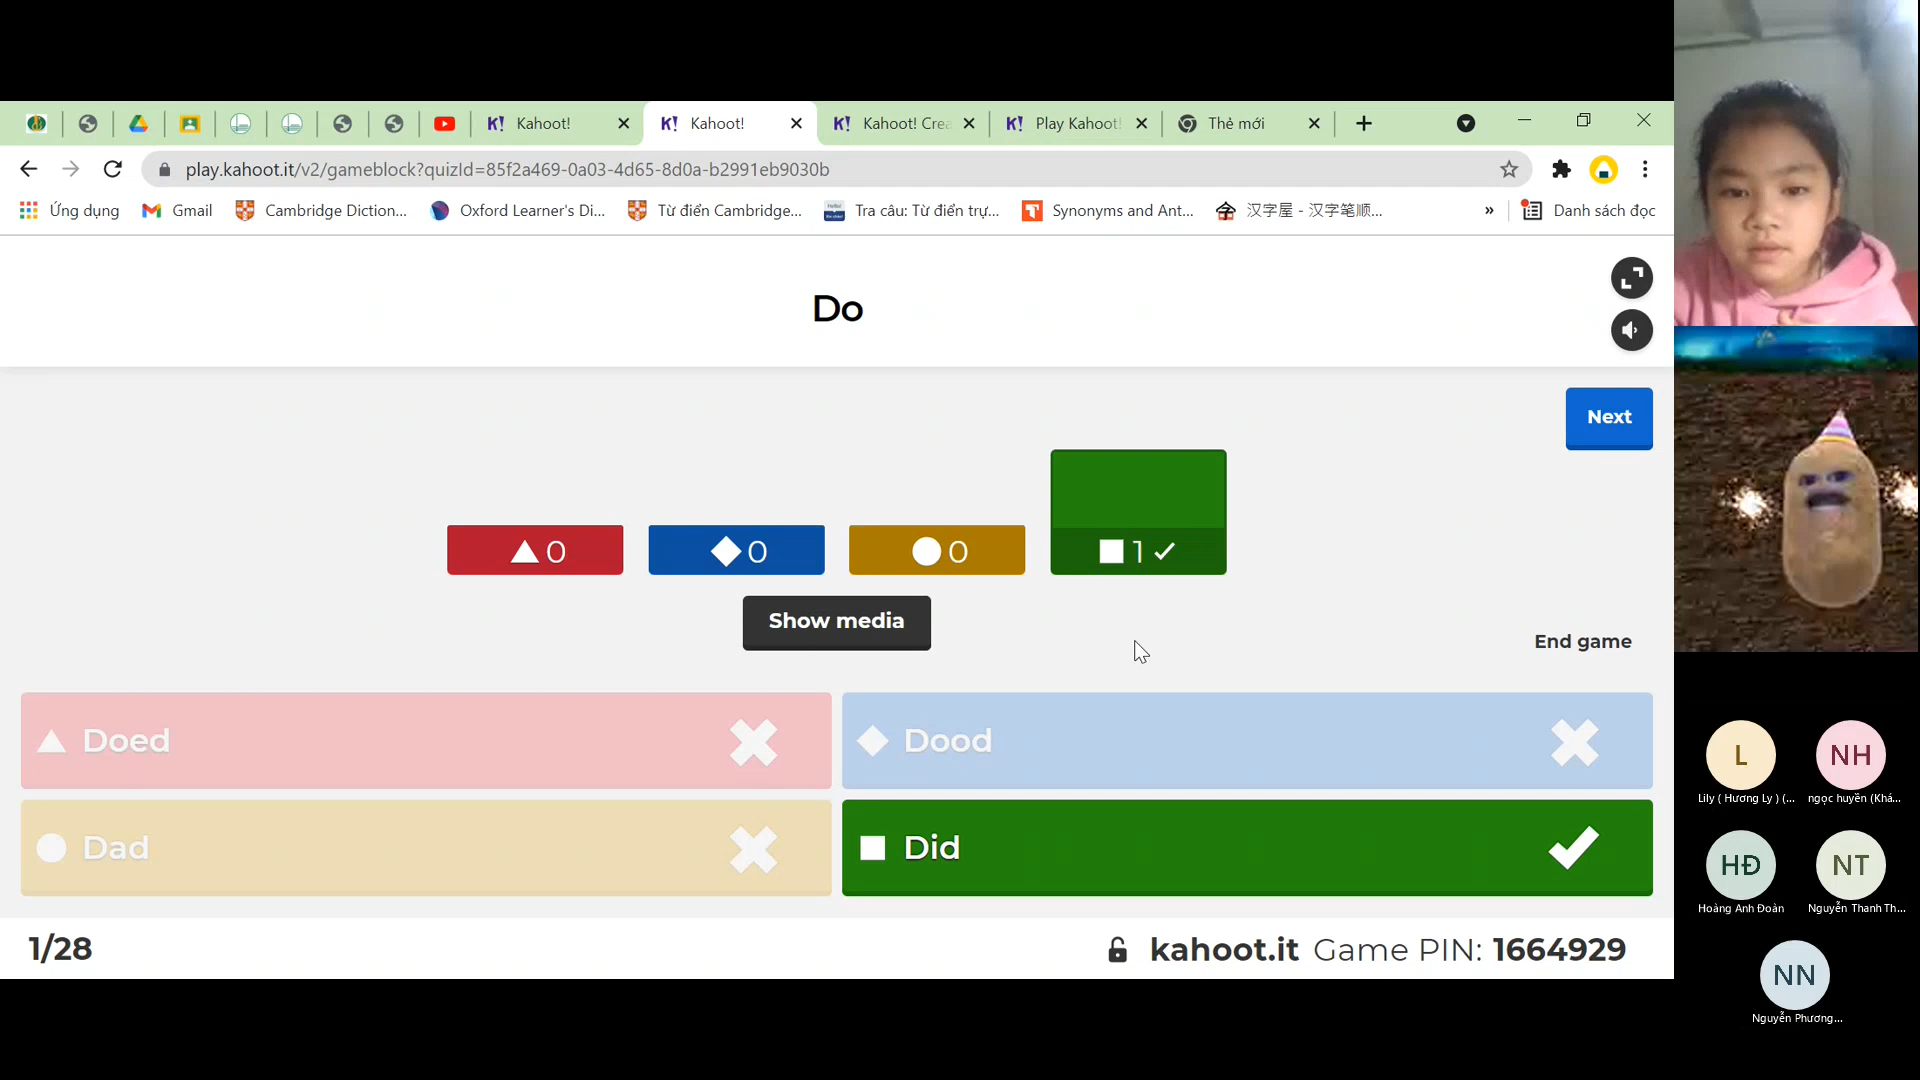 Kahoot!
Kahoot!
Kahoot! Crea
Play Kahoot!
Thẻ mới
play.kahoot.it/v2/gameblock?quizId=85f2a469-0a03-4d65-8d0a-b2991eb9030b
Ứng dụng
Gmail
Cambridge Diction...
Oxford Learner's Di...
Từ điển Cambridge...
Tra câu: Từ điển trự...
Synonyms and Ant...
汉字屋 - 汉字笔顺...
»
Danh sách đọc
Do
Next
0
0
0
1
Show media
End game
Doed
Dood
Dad
Did
1/28
kahoot.it Game PIN: 1664929
L
Lily ( Hương Ly ) (...
NH
ngọc huyền (Khá...
HĐ
Hoàng Anh Đoàn
NT
Nguyễn Thanh Th...
NN
Nguyễn Phương...